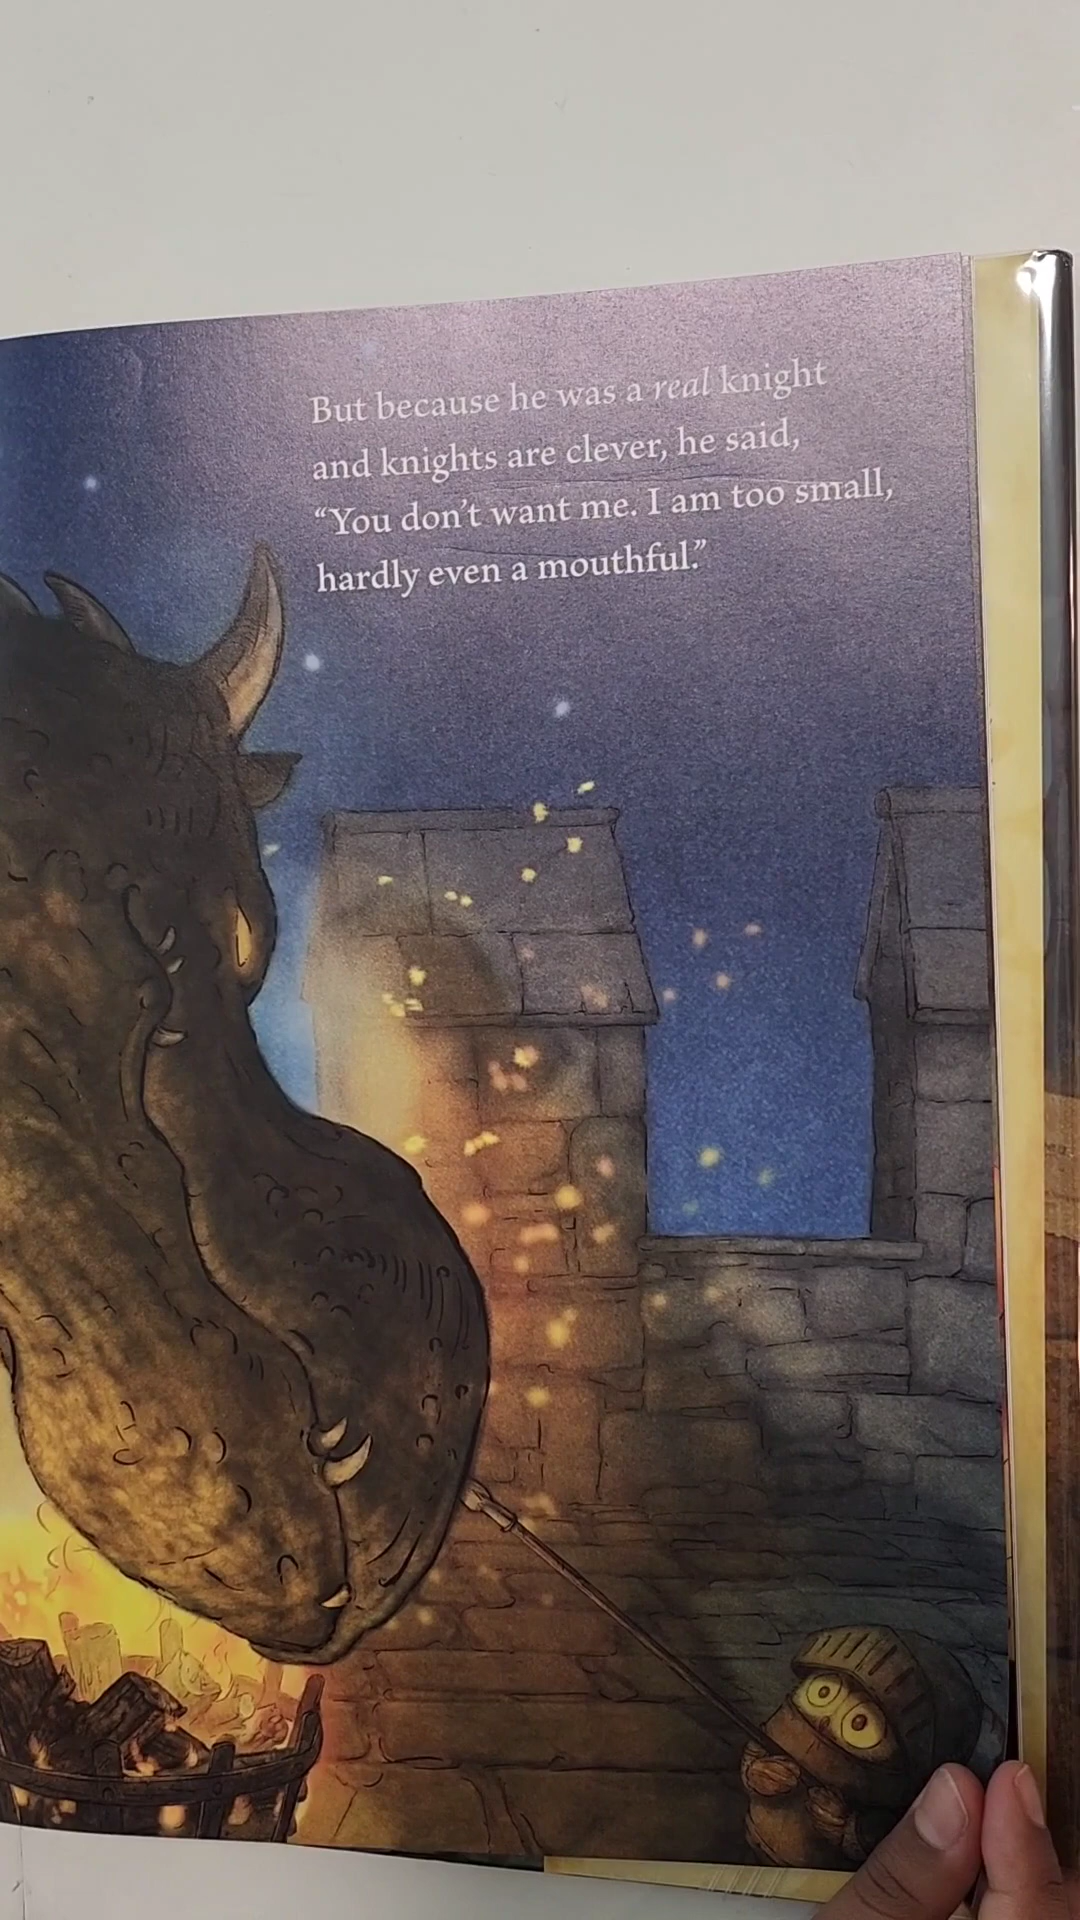 But because he was a real knight
and knights are clever, he said,
“You don’t want me. I am too small,
hardly even a mouthful.”